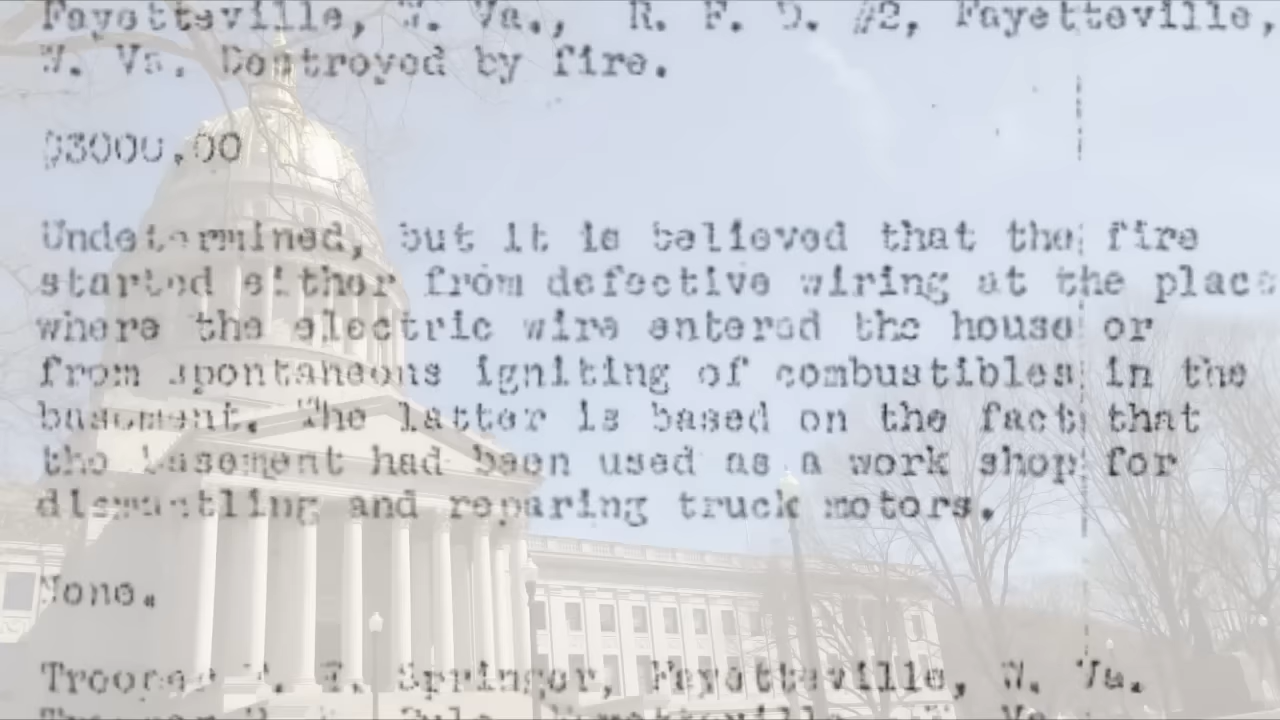 Fayetteville, W. Va., R. F. D. #2, Fayetteville,
W. Va. Destroyed by fire.
$3000.00
Undetermined, but it is believed that the fire
started either from defective wiring at the place
where the electric wire entered the house or
from spontaneous igniting of combustibles in the
basement. The latter is based on the fact that
the basement had been used as a work shop for
dismantling and reparing truck motors.
None.
Springer, Fayetteville, W. Va.